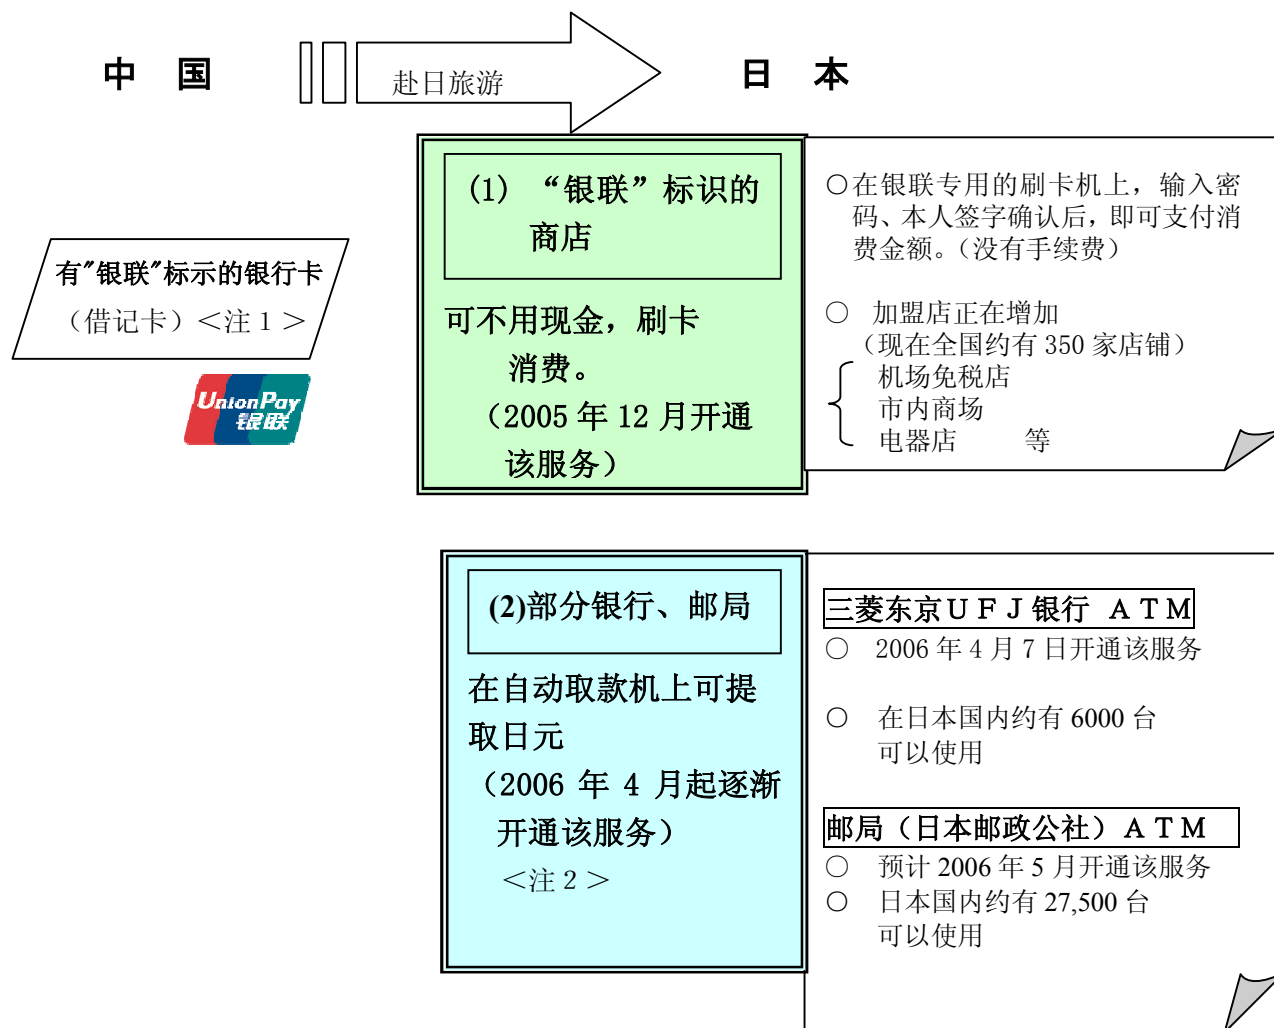 中 国
赴日旅游
日 本
有"银联"标示的银行卡
（借记卡）＜注１＞
UnionPay
银联
(1) “银联”标识的
商店
可不用现金，刷卡
消费。
（2005 年 12 月开通
该服务）
○在银联专用的刷卡机上，输入密
码、本人签字确认后，即可支付消
费金额。（没有手续费）
○ 加盟店正在增加
（现在全国约有 350 家店铺）
机场免税店
市内商场
电器店 等
(2)部分银行、邮局
在自动取款机上可提
取日元
（2006 年 4 月起逐渐
开通该服务）
＜注２＞
三菱东京ＵＦＪ银行 ＡＴＭ
○ 2006 年 4 月 7 日开通该服务
○ 在日本国内约有 6000 台
可以使用
邮局（日本邮政公社）ＡＴＭ
○ 预计 2006 年 5 月开通该服务
○ 日本国内约有 27,500 台
可以使用